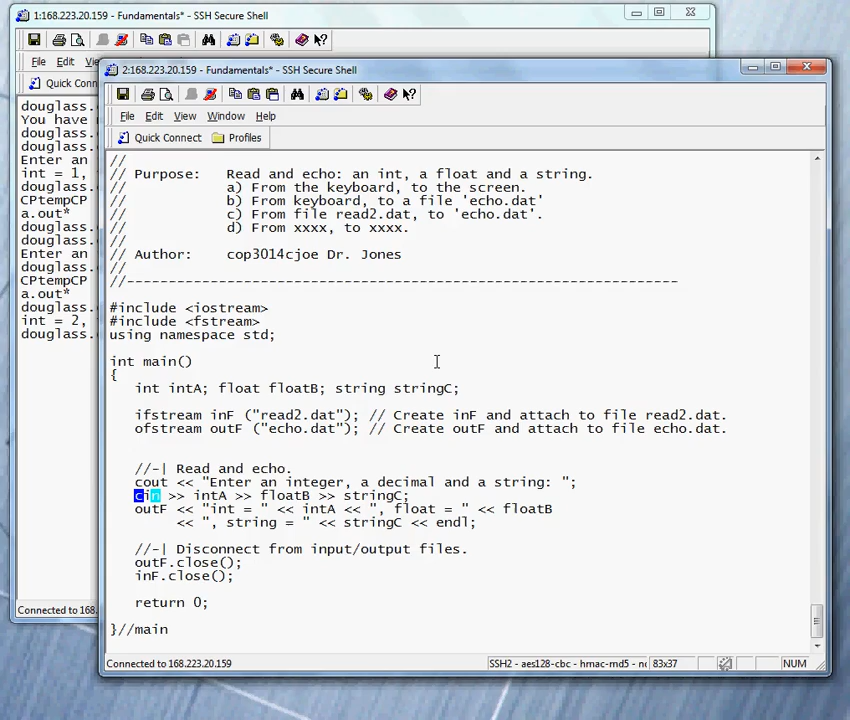 1:168.223.20.159 - Fundamentals* - SSH Secure Shell
File Edit
Quick Conn
douglass.
You have
douglass.
douglass.
Enter an
int = 1,
douglass.
CPtempCP
a.out*
douglass.
douglass.
Enter an
douglass.
CPtempCP
a.out*
douglass.
int = 2,
douglass.
Connected to 168.
2:168.223.20.159 - Fundamentals* - SSH Secure Shell
File Edit View Window Help
Quick Connect Profiles
//
// Purpose: Read and echo: an int, a float and a string.
// a) From the keyboard, to the screen.
// b) From keyboard, to a file 'echo.dat'
// c) From file read2.dat, to 'echo.dat'.
// d) From xxxx, to xxxx.
//
// Author: cop3014cjoe Dr. Jones
//
//------------------------------------------------------------------
#include <iostream>
#include <fstream>
using namespace std;
int main()
{
int intA; float floatB; string stringC;
ifstream inF ("read2.dat"); // Create inF and attach to file read2.dat.
ofstream outF ("echo.dat"); // Create outF and attach to file echo.dat.
//-| Read and echo.
cout << "Enter an integer, a decimal and a string: ";
cin >> intA >> floatB >> stringC;
outF << "int = " << intA << ", float = " << floatB
<< ", string = " << stringC << endl;
//-| Disconnect from input/output files.
outF.close();
inF.close();
return 0;
}//main
Connected to 168.223.20.159 SSH2 - aes128-cbc - hmac-md5 - nc 83x37 NUM